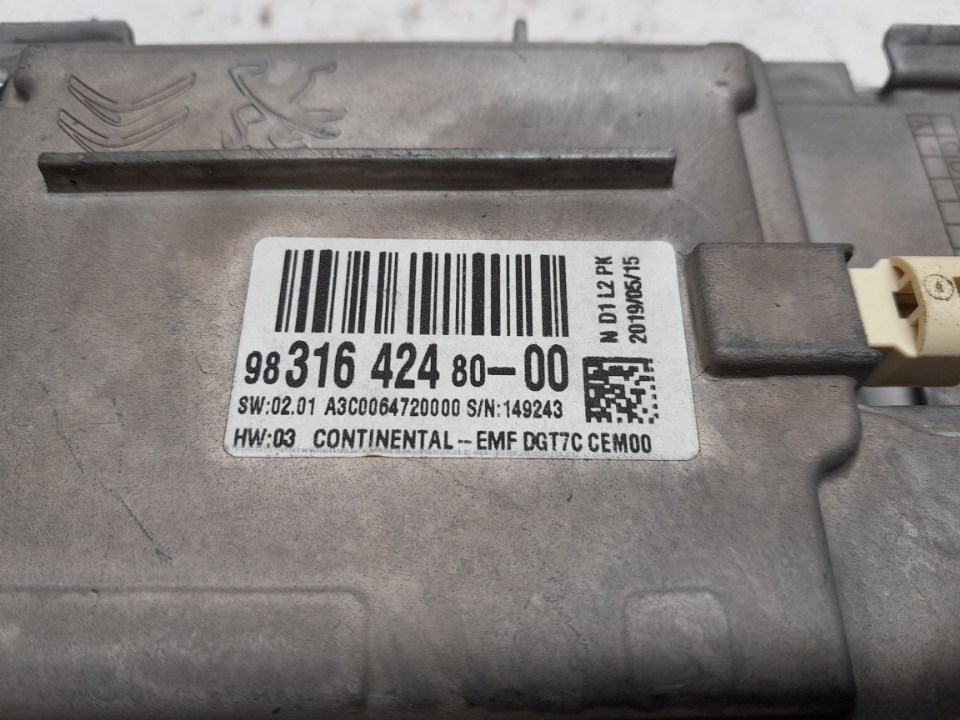 98 316 424 80-00
SW:02.01 A3C0064720000 S/N:149243
HW:03 CONTINENTAL -- EMF DGT7C CEM00
N D1 L2 PK
2019/05/15